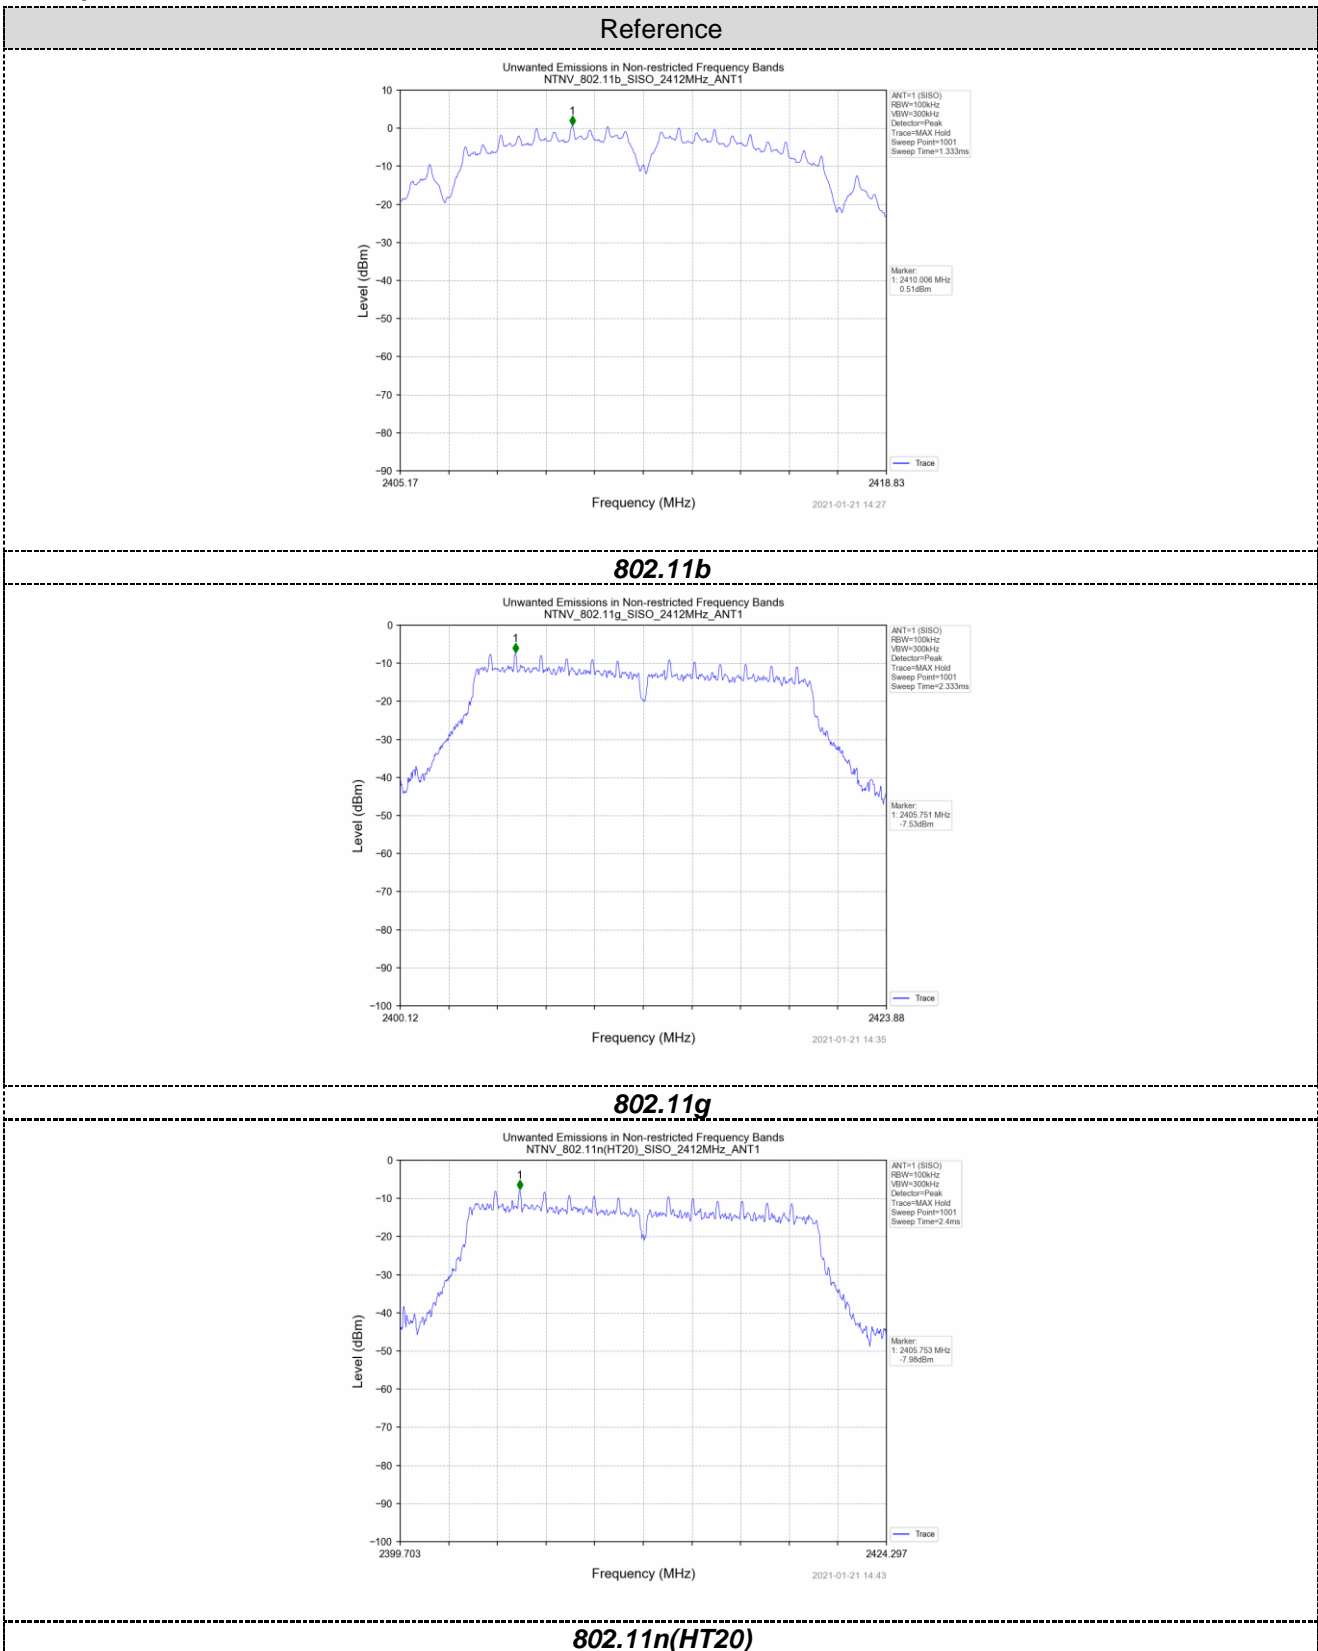 Reference
Unwanted Emissions in Non-restricted Frequency Bands
NTNV_802.11b_SISO_2412MHz_ANT1
10
0
−10
−20
−30
−40
−50
−60
−70
−80
−90
Level (dBm)
1
ANT=1 (SISO)
RBW=100kHz
VBW=300kHz
Detector=Peak
Trace=MAX Hold
Sweep Point=1001
Sweep Time=1.333ms
Marker:
1: 2410.006 MHz
0.51dBm
Trace
2405.17
2418.83
Frequency (MHz)
2021-01-21 14:27
802.11b
Unwanted Emissions in Non-restricted Frequency Bands
NTNV_802.11g_SISO_2412MHz_ANT1
0
−10
−20
−30
−40
−50
−60
−70
−80
−90
−100
Level (dBm)
1
ANT=1 (SISO)
RBW=100kHz
VBW=300kHz
Detector=Peak
Trace=MAX Hold
Sweep Point=1001
Sweep Time=2.333ms
Marker:
1: 2405.751 MHz
-7.53dBm
Trace
2400.12
2423.88
Frequency (MHz)
2021-01-21 14:35
802.11g
Unwanted Emissions in Non-restricted Frequency Bands
NTNV_802.11n(HT20)_SISO_2412MHz_ANT1
0
−10
−20
−30
−40
−50
−60
−70
−80
−90
−100
Level (dBm)
1
ANT=1 (SISO)
RBW=100kHz
VBW=300kHz
Detector=Peak
Trace=MAX Hold
Sweep Point=1001
Sweep Time=2.4ms
Marker:
1: 2405.753 MHz
-7.98dBm
Trace
2399.703
2424.297
Frequency (MHz)
2021-01-21 14:43
802.11n(HT20)